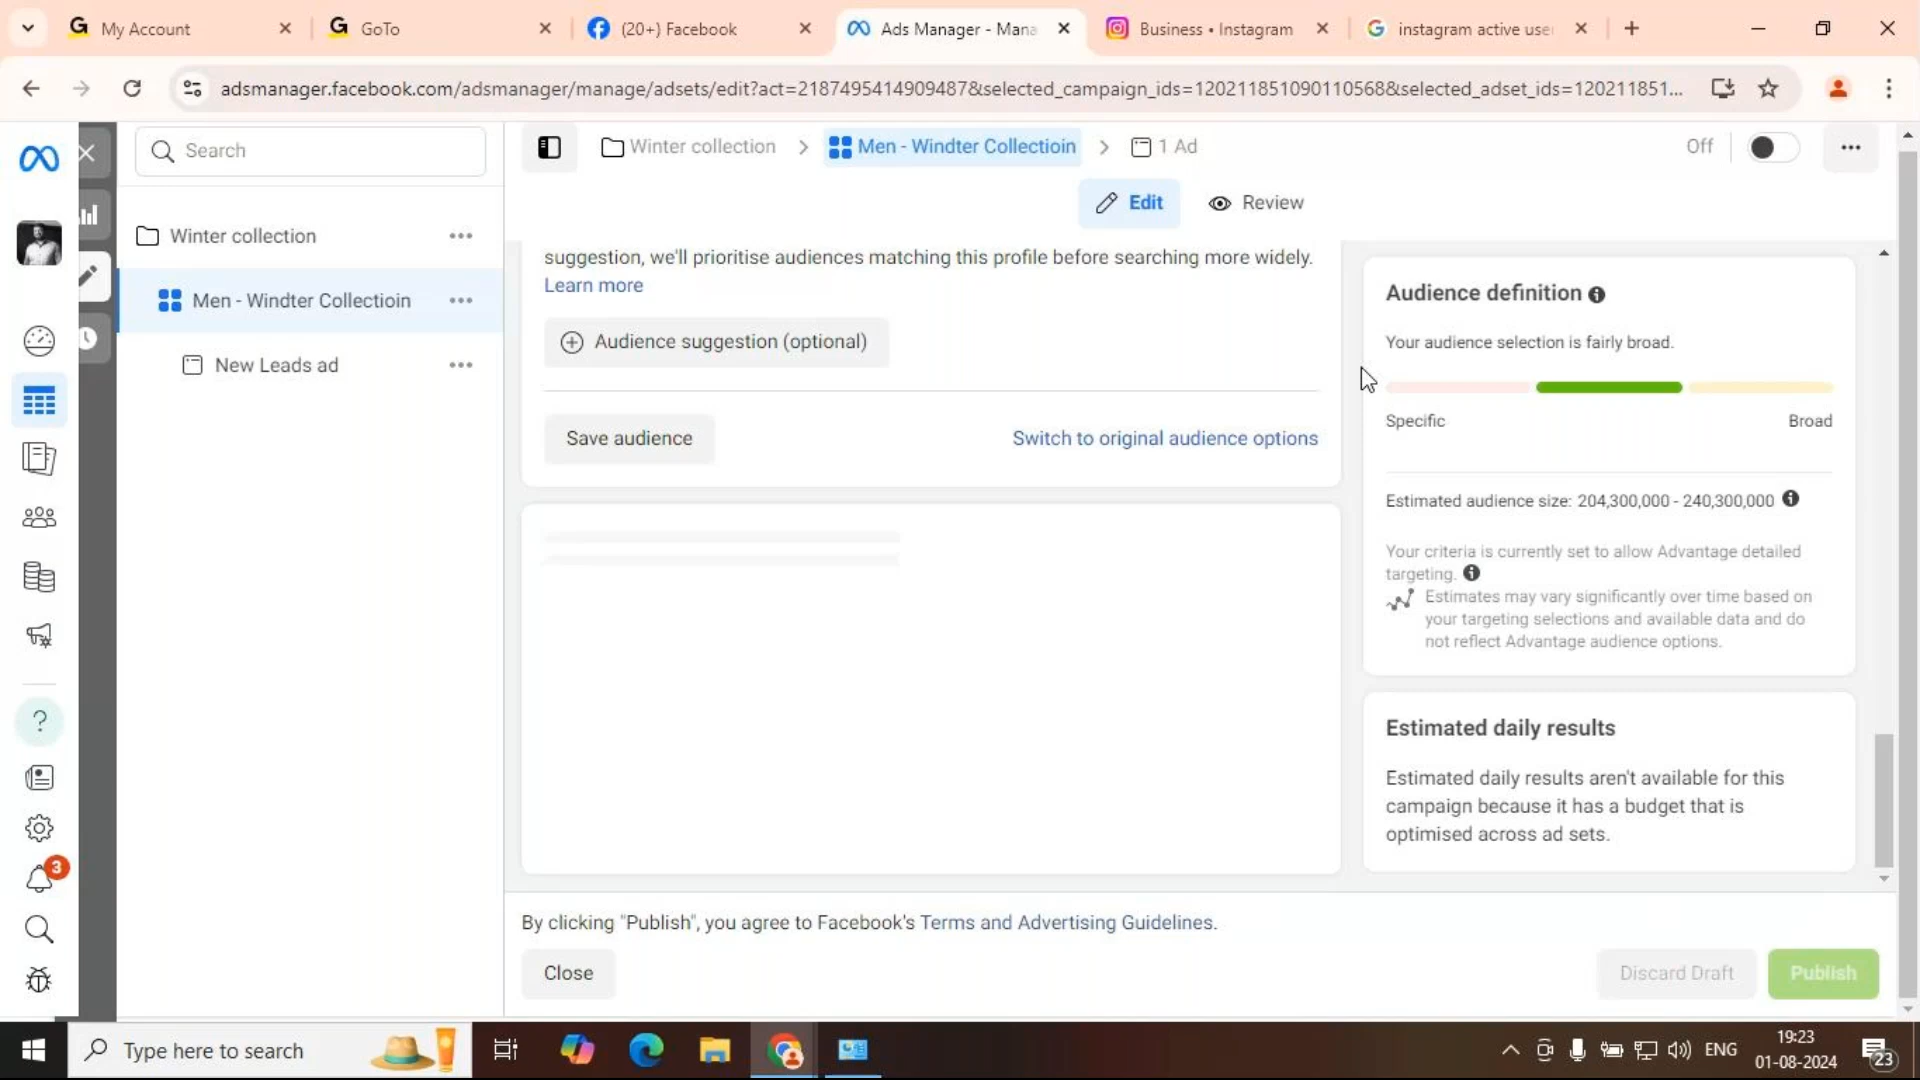 My Account
GoTo
(20+) Facebook
Ads Manager - Mana
Business • Instagram
instagram active use
adsmanager.facebook.com/adsmanager/manage/adsets/edit?act=2187495414909487&selected_campaign_ids=120211851090110568&selected_adset_ids=120211851...
Search
Winter collection
Men - Windter Collectioin
1 Ad
Off
Edit
Review
Winter collection
Men - Windter Collectioin
New Leads ad
suggestion, we'll prioritise audiences matching this profile before searching more widely.
Learn more
Audience suggestion (optional)
Save audience
Switch to original audience options
Audience definition
Your audience selection is fairly broad.
Specific
Broad
Estimated audience size: 204,300,000 - 240,300,000
Your criteria is currently set to allow Advantage detailed
targeting.
Estimates may vary significantly over time based on
your targeting selections and available data and do
not reflect Advantage audience options.
Estimated daily results
Estimated daily results aren't available for this
campaign because it has a budget that is
optimised across ad sets.
3
By clicking "Publish", you agree to Facebook's Terms and Advertising Guidelines.
Close
Discard Draft
Publish
Type here to search
ENG
19:23
01-08-2024
23